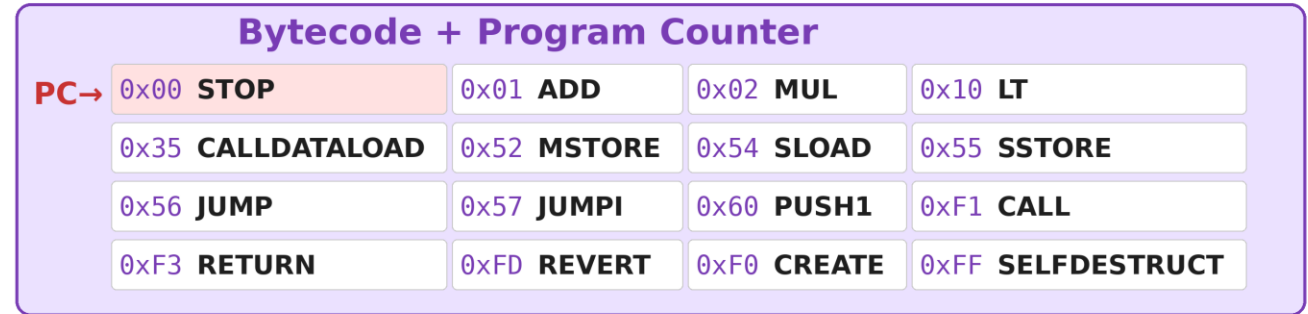 Bytecode + Program Counter
PC→ 0x00 STOP 0x01 ADD 0x02 MUL 0x10 LT
0x35 CALLDATALOAD 0x52 MSTORE 0x54 SLOAD 0x55 SSTORE
0x56 JUMP 0x57 JUMPI 0x60 PUSH1 0xF1 CALL
0xF3 RETURN 0xFD REVERT 0xF0 CREATE 0xFF SELFDESTRUCT